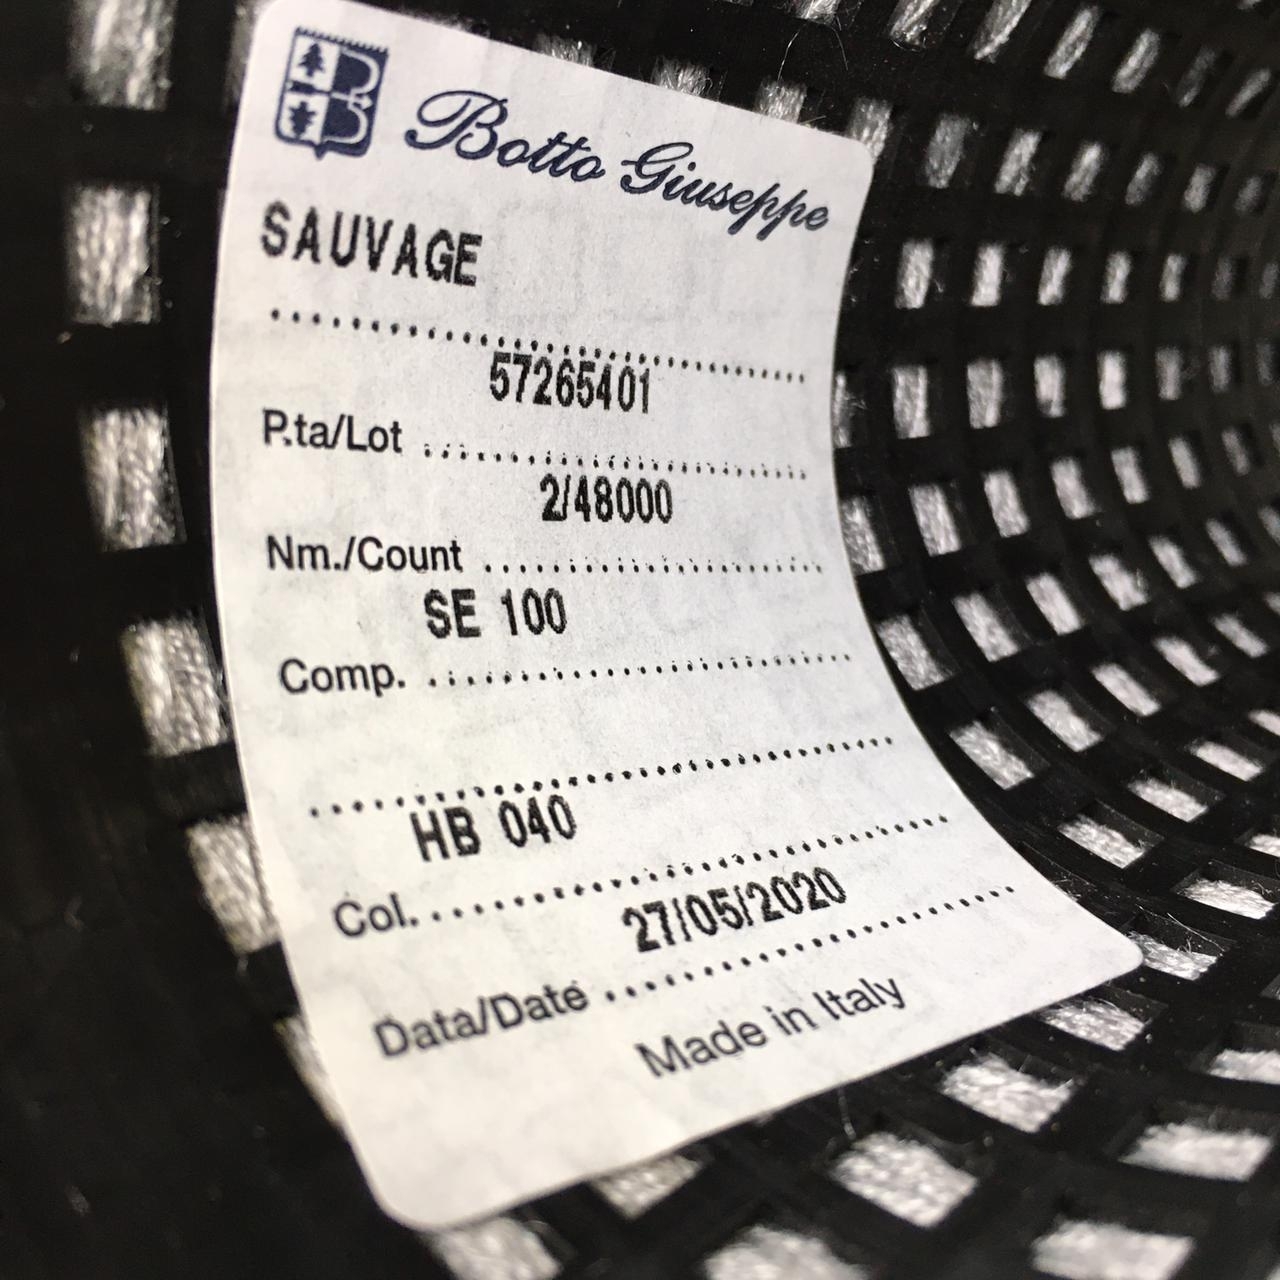 Botto Giuseppe
SAUVAGE
57265401
P.ta/Lot
2/48000
Nm./Count
SE 100
Comp.
HB 040
Col.
27/05/2020
Data/Date
Made in Italy